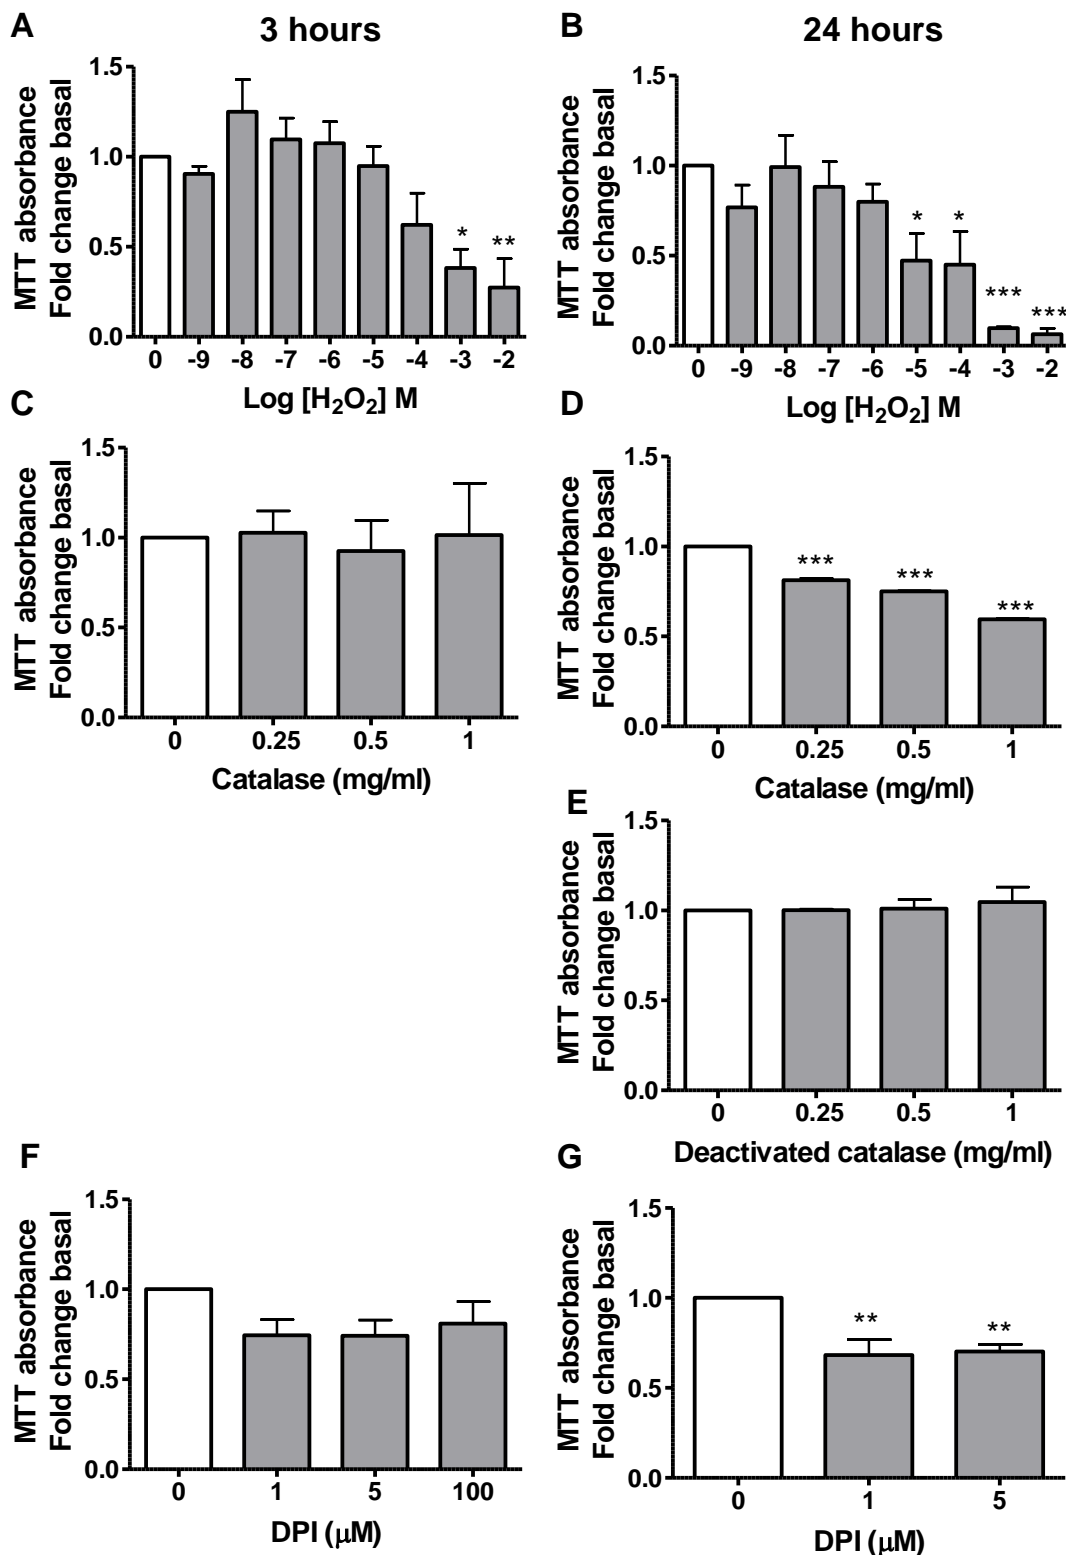 A
3 hours
MTT absorbance
Fold change basal
1.5
1.0
0.5
0.0
*
**
0 -9 -8 -7 -6 -5 -4 -3 -2
Log [H₂O₂] M
B
24 hours
MTT absorbance
Fold change basal
1.5
1.0
0.5
0.0
*
*
***
***
0 -9 -8 -7 -6 -5 -4 -3 -2
Log [H₂O₂] M
C
MTT absorbance
Fold change basal
1.5
1.0
0.5
0.0
0 0.25 0.5 1
Catalase (mg/ml)
D
MTT absorbance
Fold change basal
1.5
1.0
0.5
0.0
***
***
***
0 0.25 0.5 1
Catalase (mg/ml)
E
MTT absorbance
Fold change basal
1.5
1.0
0.5
0.0
0 0.25 0.5 1
Deactivated catalase (mg/ml)
F
MTT absorbance
Fold change basal
1.5
1.0
0.5
0.0
0 1 5 100
DPI (μM)
G
MTT absorbance
Fold change basal
1.5
1.0
0.5
0.0
**
**
0 1 5
DPI (μM)